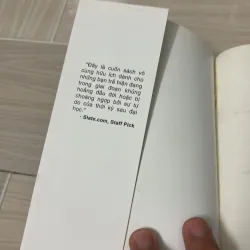 "Đây là cuốn sách vô
cùng hữu ích dành cho
những bạn trẻ hiện đang
trong giai đoạn khủng
hoảng đầu đời hoặc bị
choáng ngợp bởi sự tự
do của thời kỳ sau đại
học."
- Slate.com, Staff Pick